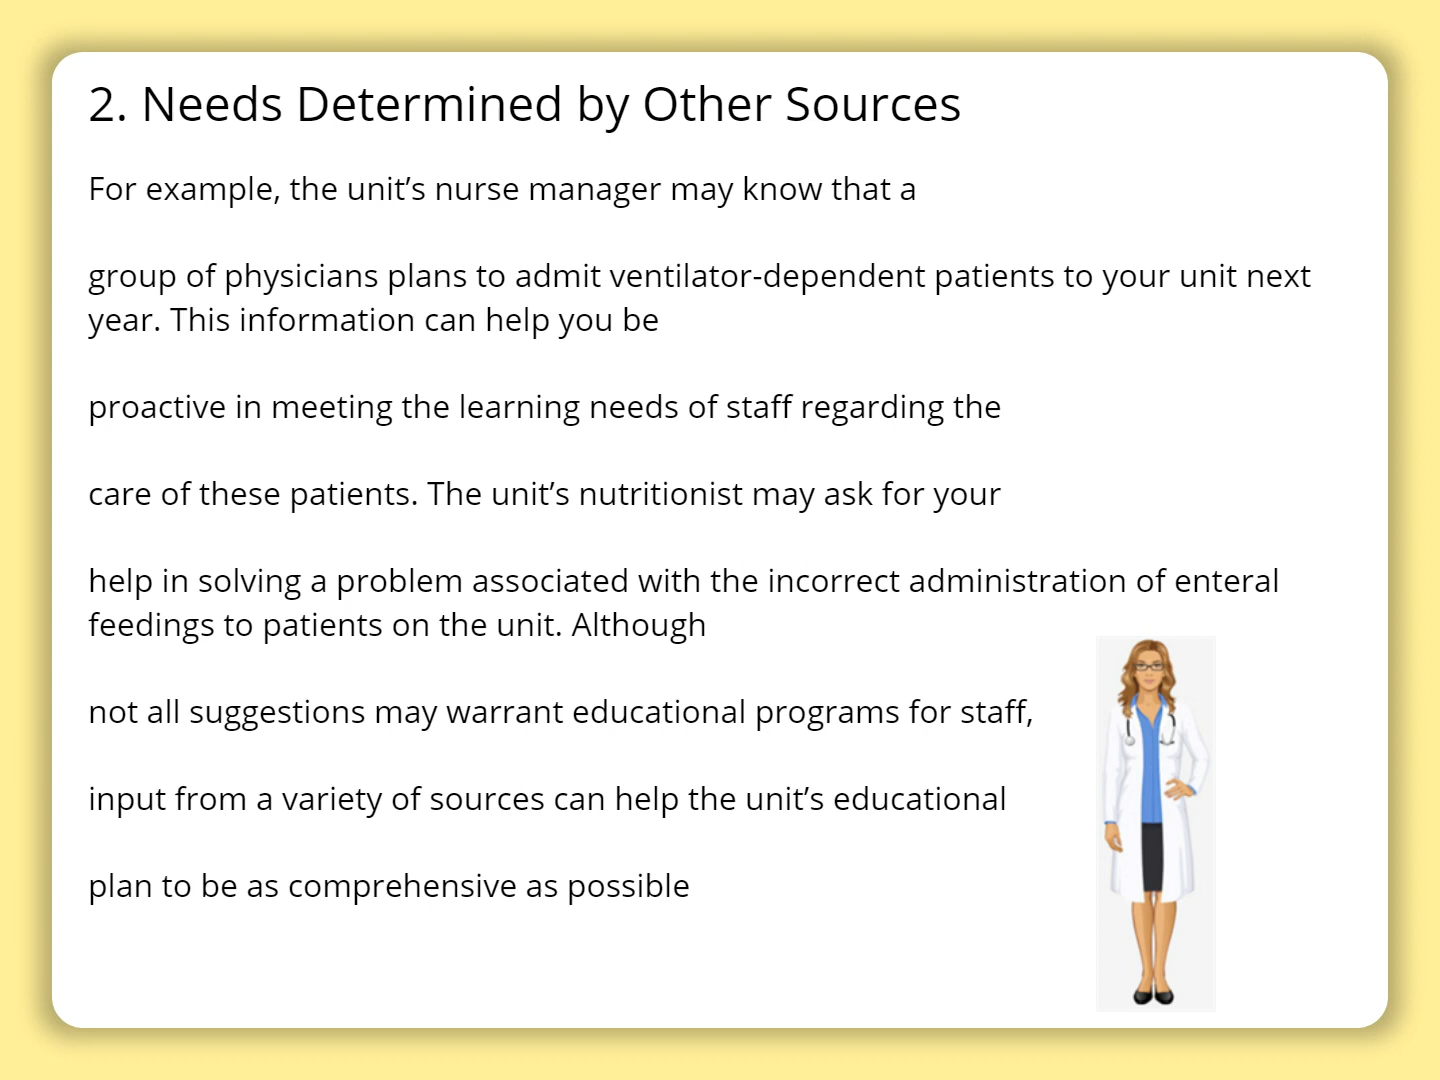 2. Needs Determined by Other Sources
For example, the unit’s nurse manager may know that a
group of physicians plans to admit ventilator-dependent patients to your unit next
year. This information can help you be
proactive in meeting the learning needs of staff regarding the
care of these patients. The unit’s nutritionist may ask for your
help in solving a problem associated with the incorrect administration of enteral
feedings to patients on the unit. Although
not all suggestions may warrant educational programs for staff,
input from a variety of sources can help the unit’s educational
plan to be as comprehensive as possible